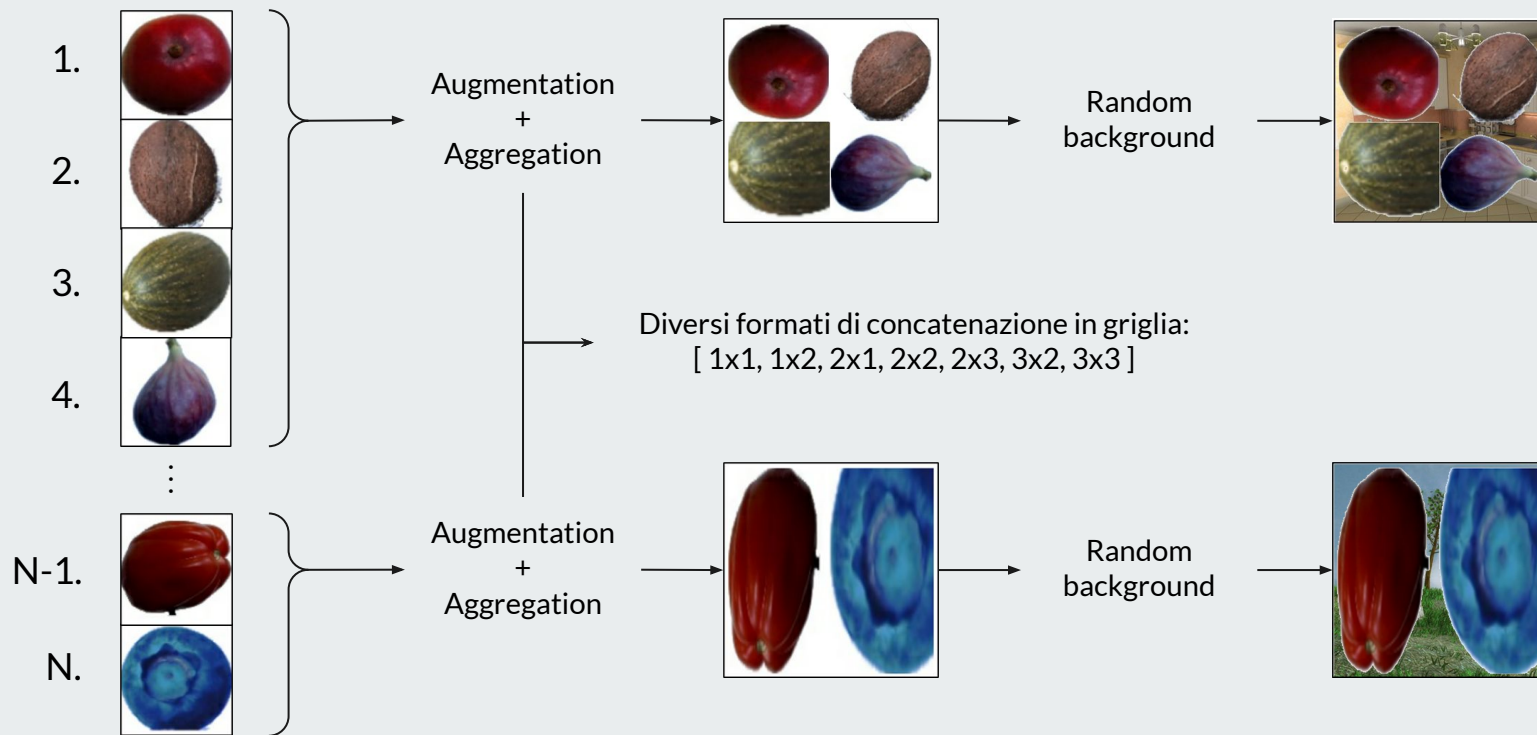 1.
2.
3.
4.
⋮
N-1.
N.
Augmentation
+
Aggregation
Random
background
Diversi formati di concatenazione in griglia:
[ 1x1, 1x2, 2x1, 2x2, 2x3, 3x2, 3x3 ]
Augmentation
+
Aggregation
Random
background